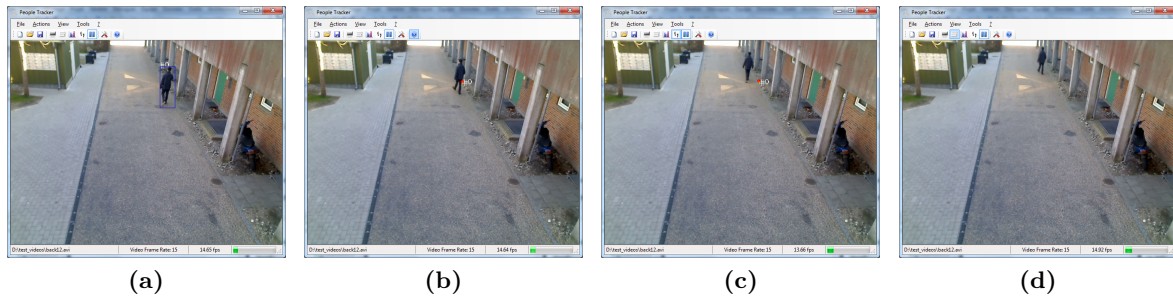 People Tracker
File Actions View Tools ?
D:\test_videos\back12.avi Video Frame Rate: 15 14.65 fps
(a)
People Tracker
File Actions View Tools ?
D:\test_videos\back12.avi Video Frame Rate: 15 14.64 fps
(b)
People Tracker
File Actions View Tools ?
D:\test_videos\back12.avi Video Frame Rate: 15 13.66 fps
(c)
People Tracker
File Actions View Tools ?
D:\test_videos\back12.avi Video Frame Rate: 15 14.92 fps
(d)